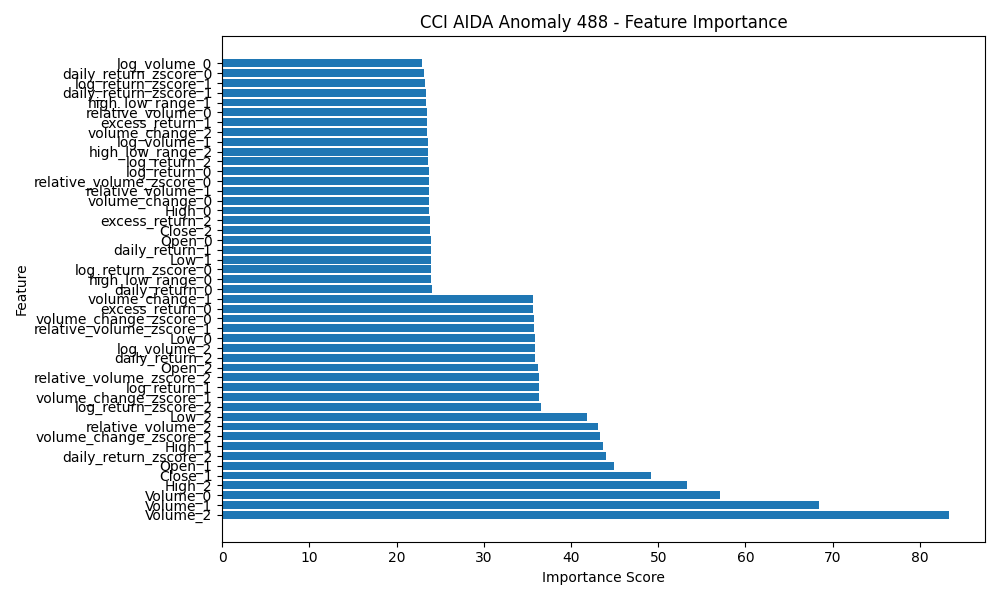 CCI AIDA Anomaly 488 - Feature Importance
log_volume_0
daily_return_zscore_0
log_return_zscore_1
daily_return_zscore_1
high_low_range_1
relative_volume_0
excess_return_1
volume_change_2
log_volume_1
high_low_range_2
log_return_2
log_return_0
relative_volume_zscore_0
relative_volume_1
volume_change_0
High_0
excess_return_2
Close_2
Open_0
daily_return_1
Low_1
log_return_zscore_0
high_low_range_0
daily_return_0
volume_change_1
excess_return_0
volume_change_zscore_0
relative_volume_zscore_1
Low_0
log_volume_2
daily_return_2
Open_2
relative_volume_zscore_2
log_return_1
volume_change_zscore_1
log_return_zscore_2
Low_2
relative_volume_2
volume_change_zscore_2
High_1
daily_return_zscore_2
Open_1
Close_1
High_2
Volume_0
Volume_1
Volume_2
Feature
0 10 20 30 40 50 60 70 80
Importance Score